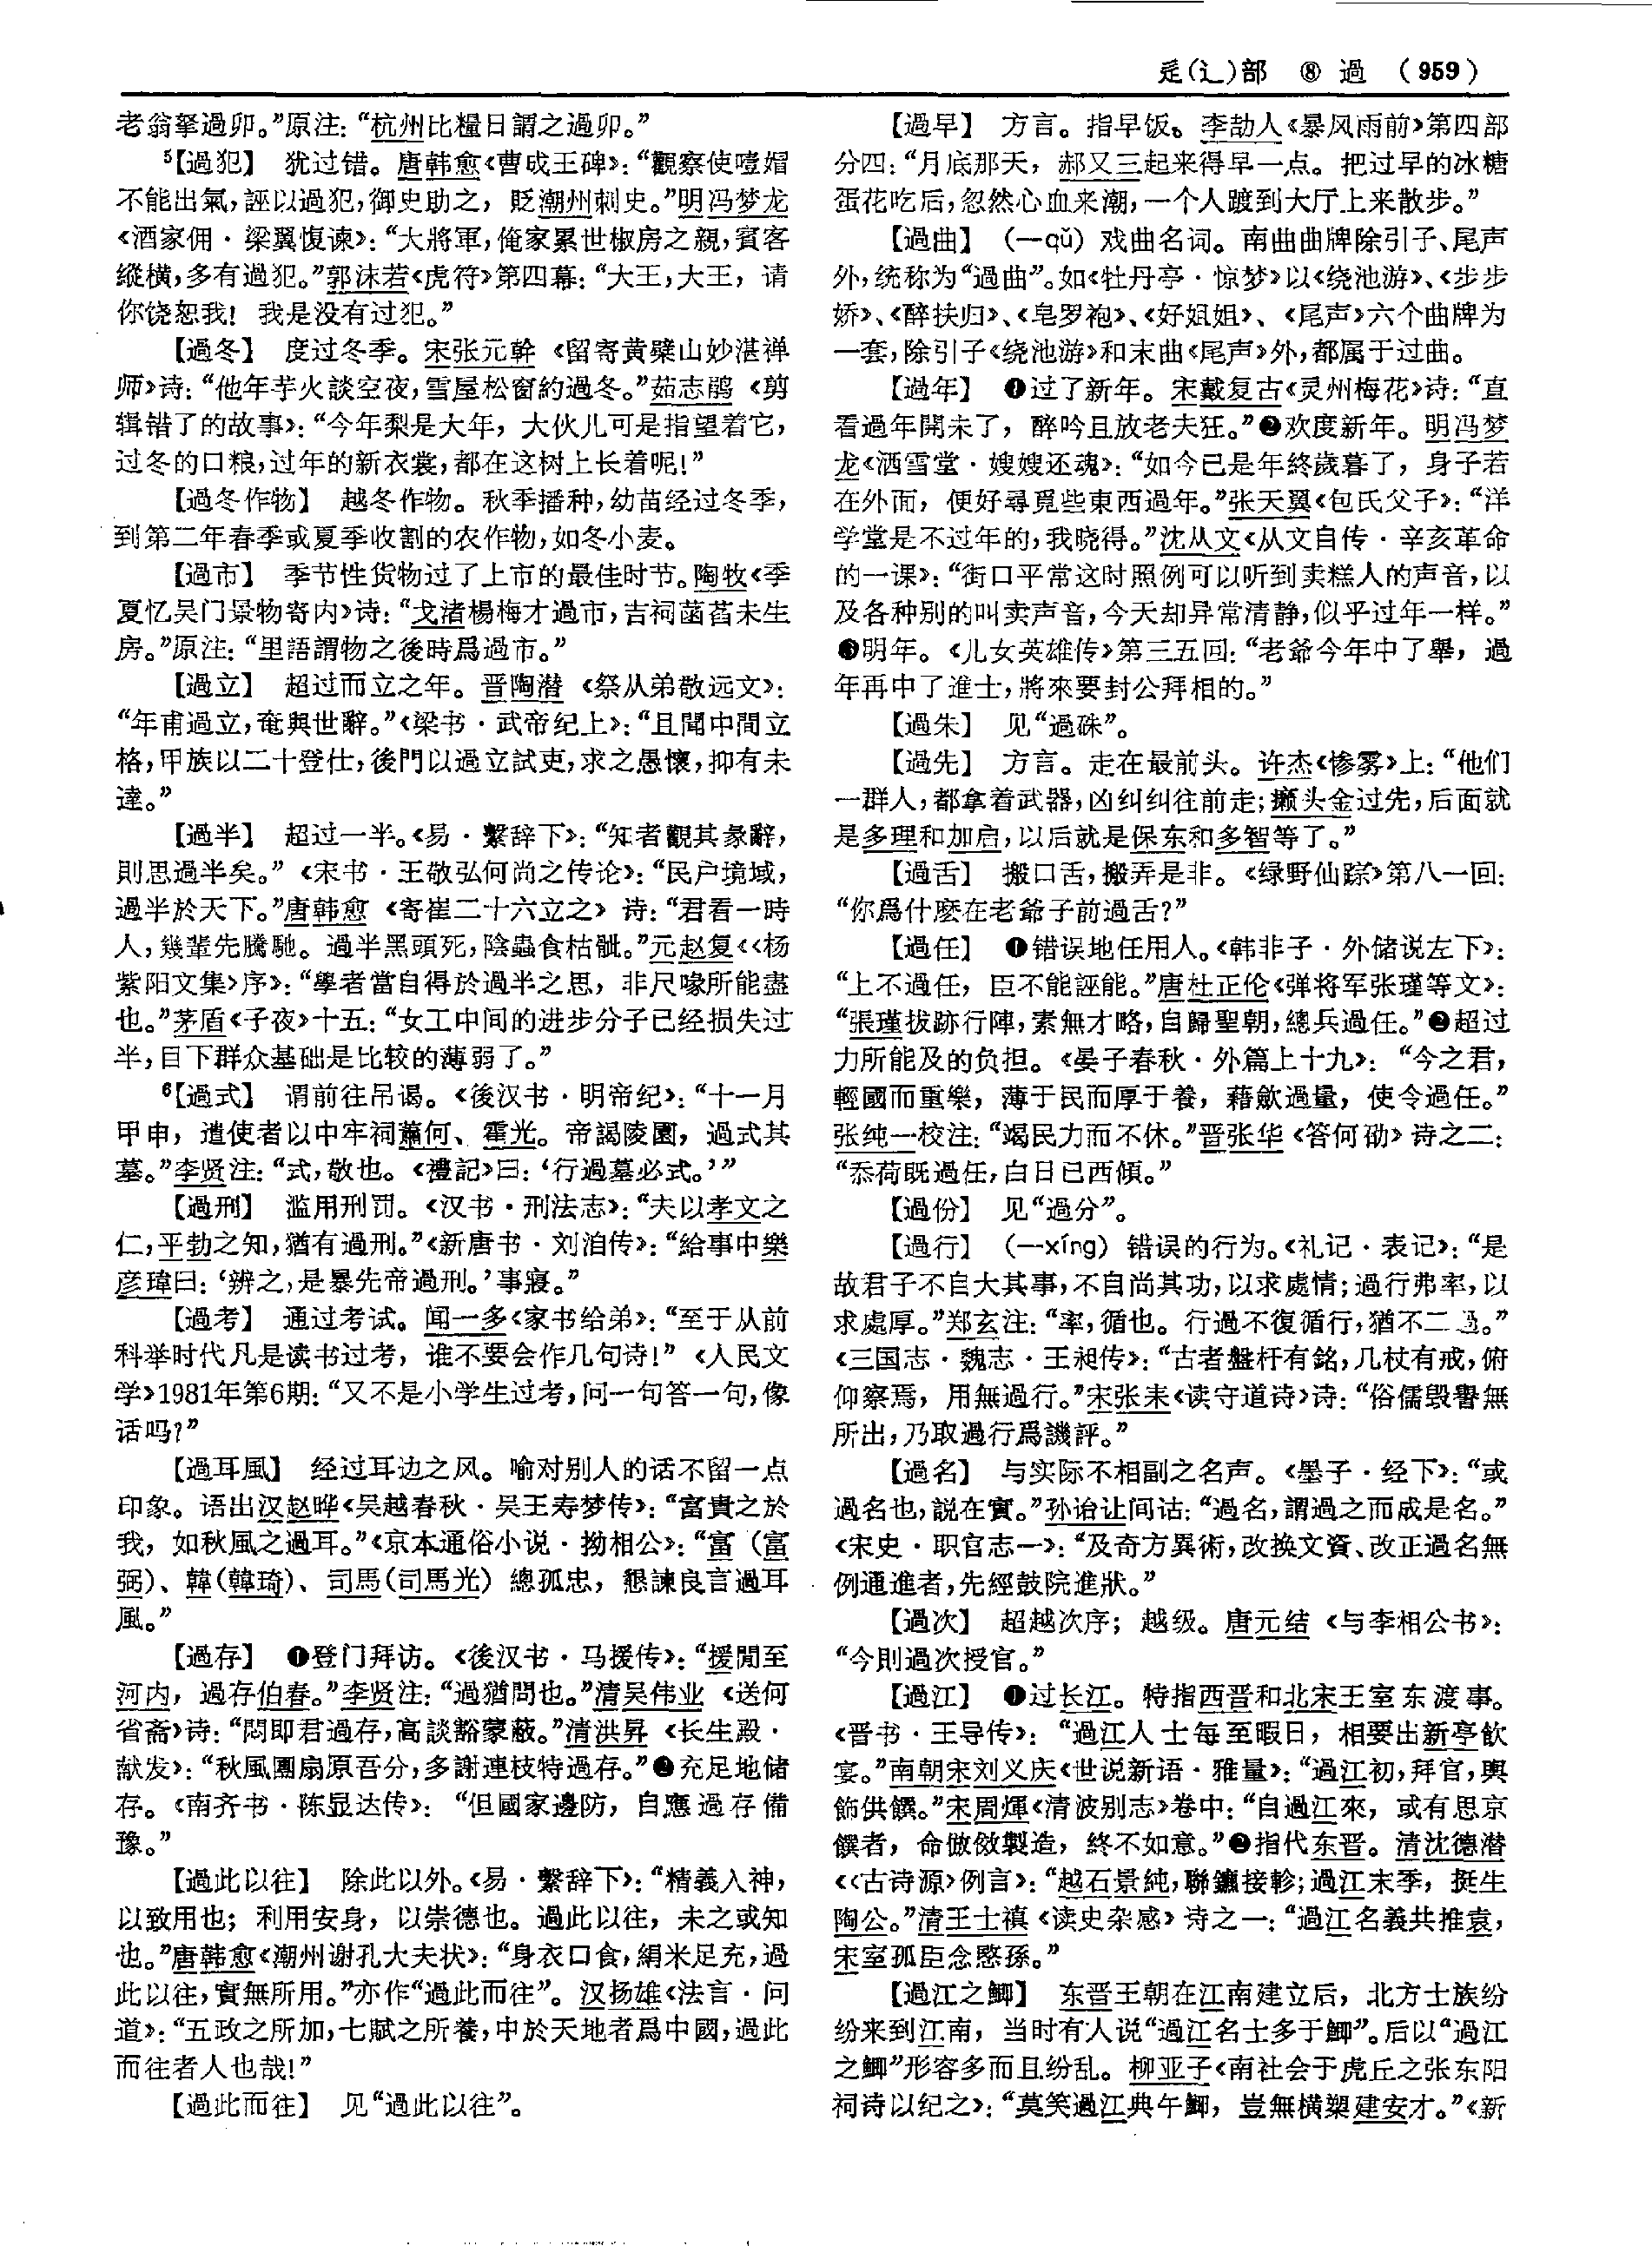 辵(辶)部 ⑧ 過 (959)
老翁拏過卯。”原注：“杭州比糧日謂之過卯。”
⁵【過犯】 犹过错。唐韩愈《曹成王碑》：“觀察使噎媢
不能出氣，誣以過犯，御史助之，貶潮州刺史。”明冯梦龙
《酒家佣·梁翼愎谏》：“大將軍，俺家累世椒房之親，賓客
縱橫，多有過犯。”郭沫若《虎符》第四幕：“大王，大王，请
你饶恕我！我是没有过犯。”
【過冬】 度过冬季。宋张元幹《留寄黄檗山妙湛禅
师》诗：“他年芋火談空夜，雪屋松窗約過冬。”茹志鹃《剪
辑错了的故事》：“今年梨是大年，大伙儿可是指望着它，
过冬的口粮，过年的新衣裳，都在这树上长着呢！”
【過冬作物】 越冬作物。秋季播种，幼苗经过冬季，
到第二年春季或夏季收割的农作物，如冬小麦。
【過市】 季节性货物过了上市的最佳时节。陶牧《季
夏忆吴门景物寄内》诗：“戈渚楊梅才過市，吉祠菡萏未生
房。”原注：“里語謂物之後時爲過市。”
【過立】 超过而立之年。晋陶潜《祭从弟敬远文》：
“年甫過立，奄與世辭。”《梁书·武帝纪上》：“且聞中間立
格，甲族以二十登仕，後門以過立試吏，求之愚懷，抑有未
達。”
【過半】 超过一半。《易·繫辞下》：“知者觀其彖辭，
則思過半矣。”《宋书·王敬弘何尚之传论》：“民户境域，
過半於天下。”唐韩愈《寄崔二十六立之》诗：“君看一時
人，幾輩先騰馳。過半黑頭死，陰蟲食枯骴。”元赵复《〈杨
紫阳文集〉序》：“學者當自得於過半之思，非尺喙所能盡
也。”茅盾《子夜》十五：“女工中间的进步分子已经损失过
半，目下群众基础是比较的薄弱了。”
⁶【過式】 谓前往吊谒。《後汉书·明帝纪》：“十一月
甲申，遣使者以中牢祠蕭何、霍光。帝謁陵園，過式其
墓。”李贤注：“式，敬也。《禮記》曰：‘行過墓必式。’”
【過刑】 滥用刑罚。《汉书·刑法志》：“夫以孝文之
仁，平勃之知，猶有過刑。”《新唐书·刘洎传》：“給事中樂
彦瑋曰：‘辨之，是暴先帝過刑。’事寢。”
【過考】 通过考试。闻一多《家书给弟》：“至于从前
科举时代凡是读书过考，谁不要会作几句诗！”《人民文
学》1981年第6期：“又不是小学生过考，问一句答一句，像
话吗？”
【過耳風】 经过耳边之风。喻对别人的话不留一点
印象。语出汉赵晔《吴越春秋·吴王寿梦传》：“富貴之於
我，如秋風之過耳。”《京本通俗小说·拗相公》：“富（富
弼）、韓（韓琦）、司馬（司馬光）總孤忠，懇諫良言過耳
風。”
【過存】 ❶登门拜访。《後汉书·马援传》：“援閒至
河内，過存伯春。”李贤注：“過猶問也。”清吴伟业《送何
省斋》诗：“悶即君過存，高談豁蒙蔽。”清洪昇《长生殿·
献发》：“秋風團扇原吾分，多謝連枝特過存。”❷充足地储
存。《南齐书·陈显达传》：“但國家邊防，自應過存備
豫。”
【過此以往】 除此以外。《易·繫辞下》：“精義入神，
以致用也；利用安身，以崇德也。過此以往，未之或知
也。”唐韩愈《潮州谢孔大夫状》：“身衣口食，絹米足充，過
此以往，實無所用。”亦作“過此而往”。汉扬雄《法言·问
道》：“五政之所加，七賦之所養，中於天地者爲中國，過此
而往者人也哉！”
【過此而往】 见“過此以往”。
【過早】 方言。指早饭。李劼人《暴风雨前》第四部
分四：“月底那天，郝又三起来得早一点。把过早的冰糖
蛋花吃后，忽然心血来潮，一个人踱到大厅上来散步。”
【過曲】 （—qǔ）戏曲名词。南曲曲牌除引子、尾声
外，统称为“過曲”。如《牡丹亭·惊梦》以《绕池游》、《步步
娇》、《醉扶归》、《皂罗袍》、《好姐姐》、《尾声》六个曲牌为
一套，除引子《绕池游》和末曲《尾声》外，都属于过曲。
【過年】 ❶过了新年。宋戴复古《灵州梅花》诗：“直
看過年開未了，醉吟且放老夫狂。”❷欢度新年。明冯梦
龙《洒雪堂·嫂嫂还魂》：“如今已是年終歲暮了，身子若
在外面，便好尋覓些東西過年。”张天翼《包氏父子》：“洋
学堂是不过年的，我晓得。”沈从文《从文自传·辛亥革命
的一课》：“街口平常这时照例可以听到卖糕人的声音，以
及各种别的叫卖声音，今天却异常清静，似乎过年一样。”
❸明年。《儿女英雄传》第三五回：“老爺今年中了舉，過
年再中了進士，將來要封公拜相的。”
【過朱】 见“過硃”。
【過先】 方言。走在最前头。许杰《惨雾》上：“他们
一群人，都拿着武器，凶纠纠往前走；癞头金过先，后面就
是多理和加启，以后就是保东和多智等了。”
【過舌】 搬口舌，搬弄是非。《绿野仙踪》第八一回：
“你爲什麽在老爺子前過舌？”
【過任】 ❶错误地任用人。《韩非子·外储说左下》：
“上不過任，臣不能誣能。”唐杜正伦《弹将军张瑾等文》：
“張瑾拔跡行陣，素無才略，自歸聖朝，總兵過任。”❷超过
力所能及的负担。《晏子春秋·外篇上十九》：“今之君，
輕國而重樂，薄于民而厚于養，藉歛過量，使令過任。”
张纯一校注：“竭民力而不休。”晋张华《答何劭》诗之二：
“忝荷既過任，白日已西傾。”
【過份】 见“過分”。
【過行】 （—xíng）错误的行为。《礼记·表记》：“是
故君子不自大其事，不自尚其功，以求處情；過行弗率，以
求處厚。”郑玄注：“率，循也。行過不復循行，猶不二過。”
《三国志·魏志·王昶传》：“古者盤杅有銘，几杖有戒，俯
仰察焉，用無過行。”宋张耒《读守道诗》诗：“俗儒毁譽無
所出，乃取過行爲譏評。”
【過名】 与实际不相副之名声。《墨子·经下》：“或
過名也，説在實。”孙诒让间诂：“過名，謂過之而成是名。”
《宋史·职官志一》：“及奇方異術，改换文資、改正過名無
例通進者，先經鼓院進狀。”
【過次】 超越次序；越级。唐元结《与李相公书》：
“今則過次授官。”
【過江】 ❶过长江。特指西晋和北宋王室东渡事。
《晋书·王导传》：“過江人士每至暇日，相要出新亭飲
宴。”南朝宋刘义庆《世说新语·雅量》：“過江初，拜官，輿
飾供饌。”宋周煇《清波别志》卷中：“自過江來，或有思京
饌者，命倣傚製造，終不如意。”❷指代东晋。清沈德潜
《〈古诗源〉例言》：“越石景純，聯鑣接軫；過江末季，挺生
陶公。”清王士禛《读史杂感》诗之一：“過江名義共推袁，
宋室孤臣念愍孫。”
【過江之鯽】 东晋王朝在江南建立后，北方士族纷
纷来到江南，当时有人说“過江名士多于鯽”。后以“過江
之鯽”形容多而且纷乱。柳亚子《南社会于虎丘之张东阳
祠诗以纪之》：“莫笑過江典午鯽，豈無橫槊建安才。”《新